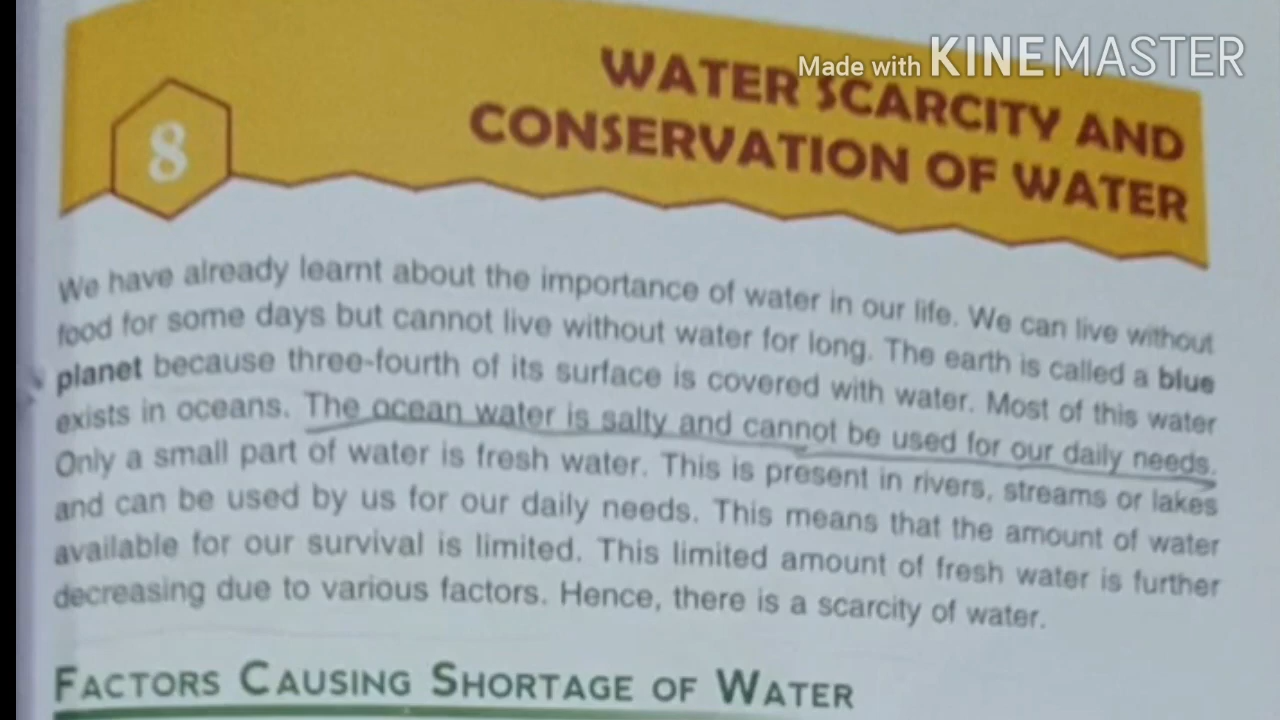 Made with KINEMASTER
8
WATER SCARCITY AND
CONSERVATION OF WATER
We have already learnt about the importance of water in our life. We can live without
food for some days but cannot live without water for long. The earth is called a blue
planet because three-fourth of its surface is covered with water. Most of this water
exists in oceans. The ocean water is salty and cannot be used for our daily needs.
Only a small part of water is fresh water. This is present in rivers, streams or lakes
and can be used by us for our daily needs. This means that the amount of water
available for our survival is limited. This limited amount of fresh water is further
decreasing due to various factors. Hence, there is a scarcity of water.
FACTORS CAUSING SHORTAGE OF WATER